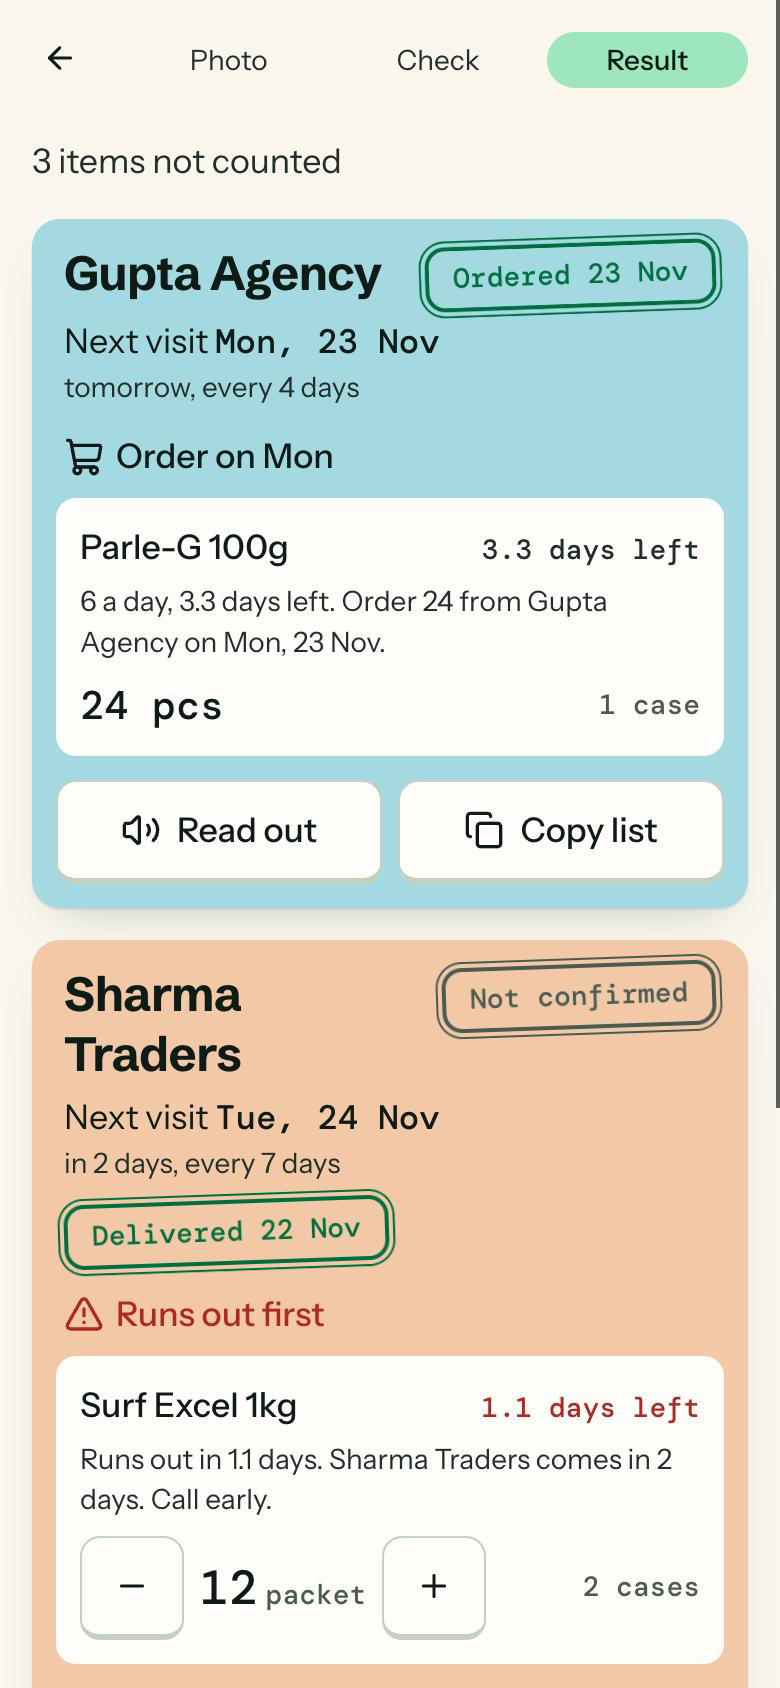 Photo Check Result
3 items not counted
Gupta Agency
Ordered 23 Nov
Next visit Mon, 23 Nov
tomorrow, every 4 days
Order on Mon
Parle-G 100g
3.3 days left
6 a day, 3.3 days left. Order 24 from Gupta
Agency on Mon, 23 Nov.
24 pcs
1 case
Read out
Copy list
Sharma
Traders
Not confirmed
Next visit Tue, 24 Nov
in 2 days, every 7 days
Delivered 22 Nov
Runs out first
Surf Excel 1kg
1.1 days left
Runs out in 1.1 days. Sharma Traders comes in 2
days. Call early.
− 12 packet +
2 cases